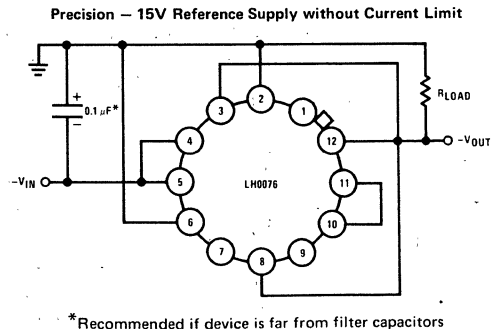 Precision — 15V Reference Supply without Current Limit
+
0.1 μF*
–
RLOAD
–VOUT
–VIN
LH0076
1
2
3
4
5
6
7
8
9
10
11
12
*Recommended if device is far from filter capacitors